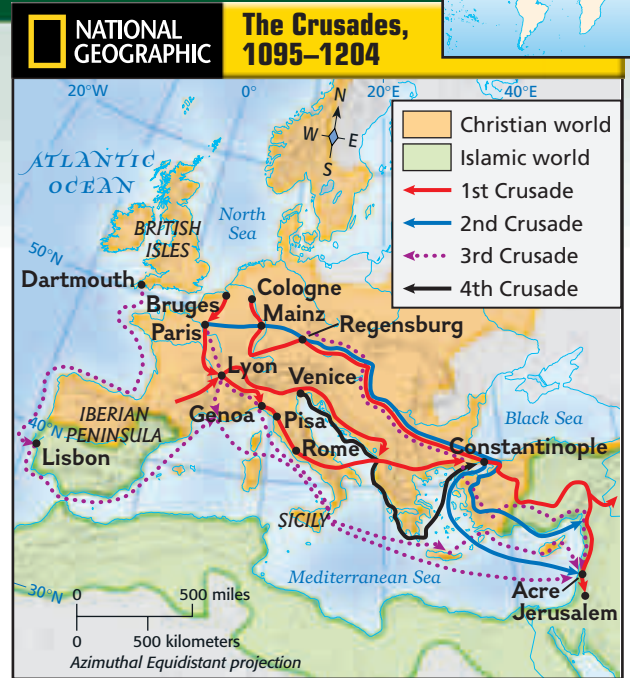 NATIONAL
GEOGRAPHIC
The Crusades,
1095–1204
20°W
0°
20°E
40°E
N
W
E
S
Christian world
Islamic world
1st Crusade
2nd Crusade
3rd Crusade
4th Crusade
ATLANTIC
OCEAN
North
Sea
BRITISH
ISLES
50°N
Dartmouth
Bruges
Cologne
Paris
Mainz
Regensburg
Lyon
Venice
Genoa
Pisa
Rome
IBERIAN
PENINSULA
40°N
Lisbon
Black Sea
Constantinople
SICILY
Mediterranean Sea
Acre
Jerusalem
30°N
0
500 miles
0
500 kilometers
Azimuthal Equidistant projection